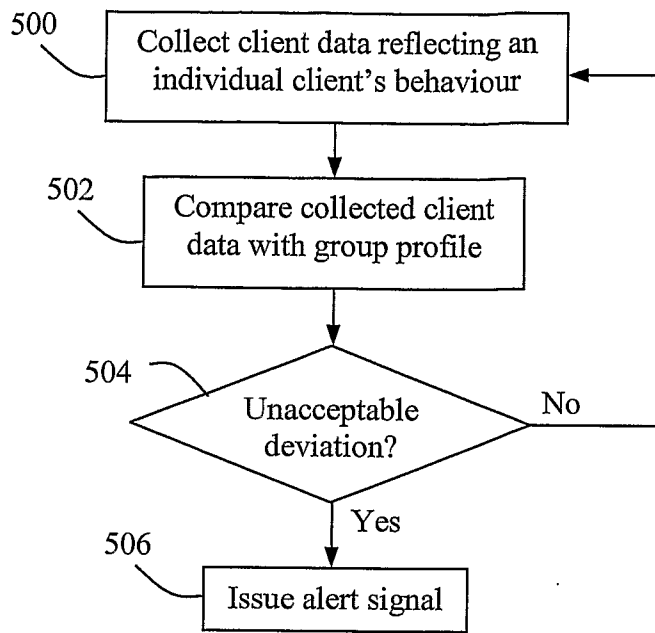 500
Collect client data reflecting an
individual client's behaviour
502
Compare collected client
data with group profile
504
Unacceptable
deviation?
No
Yes
506
Issue alert signal